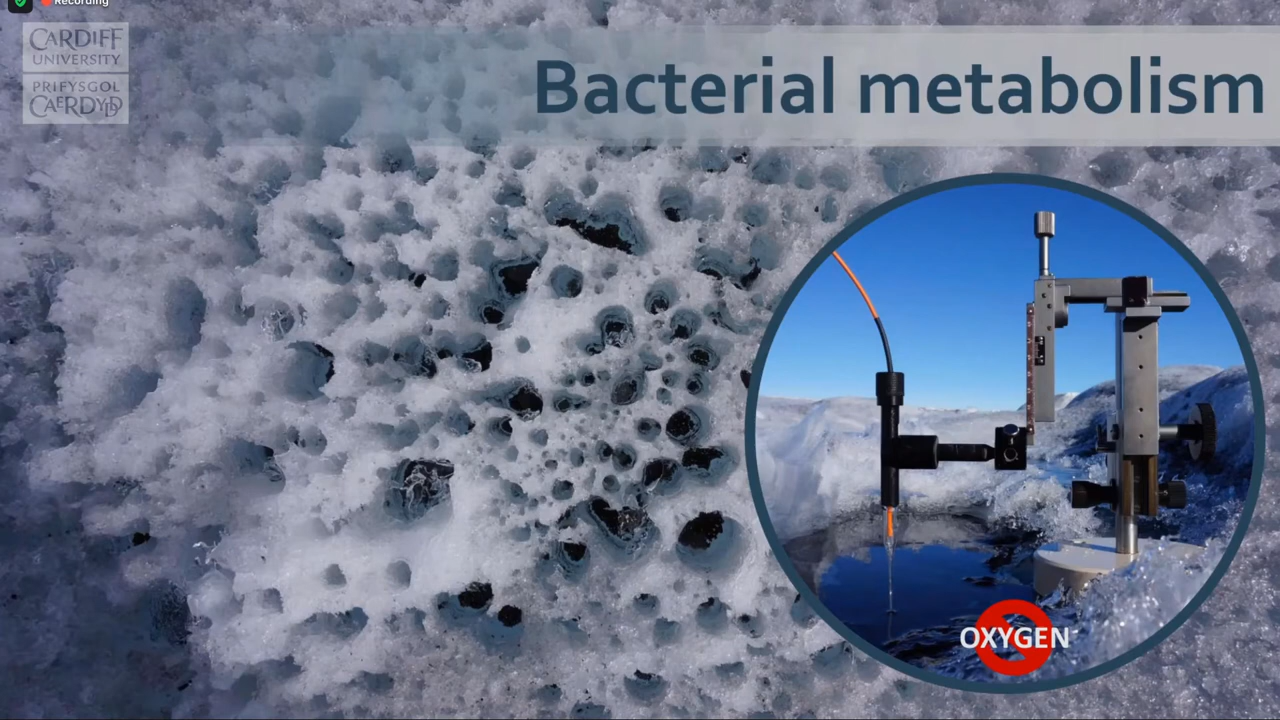 Recording
CARDIFF
UNIVERSITY
PRIFYSGOL
CAERDYDD
Bacterial metabolism
OXYGEN